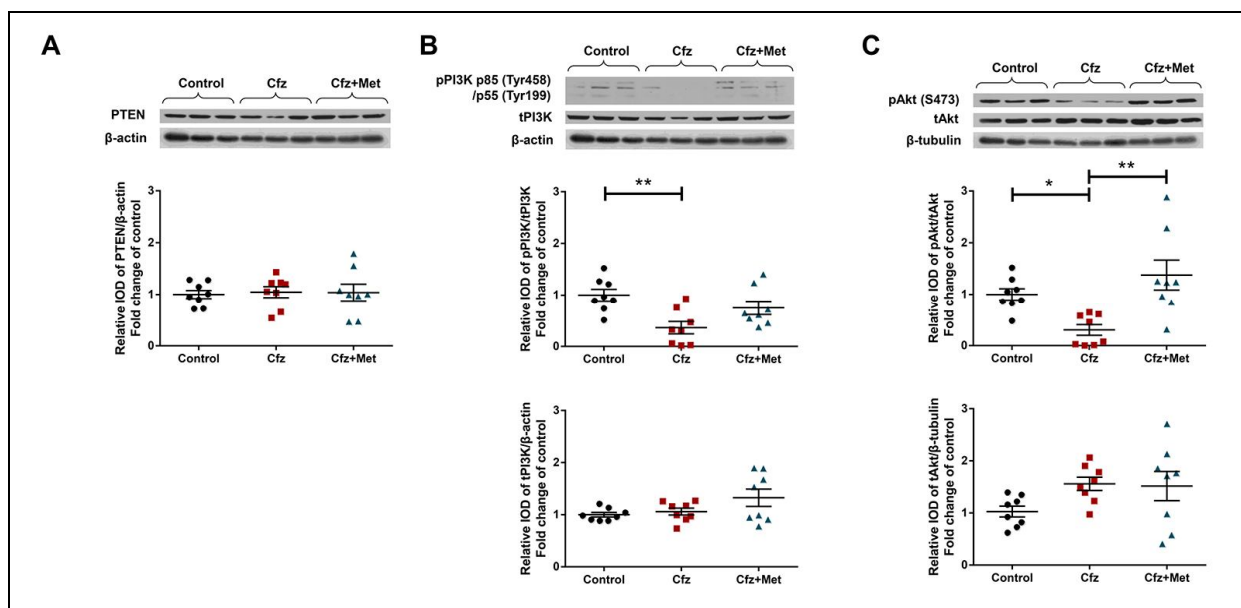 A
Control Cfz Cfz+Met
PTEN
β-actin
Relative IOD of PTEN/β-actin
Fold change of control
3
2
1
0
Control Cfz Cfz+Met
B
Control Cfz Cfz+Met
pPI3K p85 (Tyr458)
/p55 (Tyr199)
tPI3K
β-actin
**
Relative IOD of pPI3K/tPI3K
Fold change of control
3
2
1
0
Control Cfz Cfz+Met
Relative IOD of tPI3K/β-actin
Fold change of control
3
2
1
0
Control Cfz Cfz+Met
C
Control Cfz Cfz+Met
pAkt (S473)
tAkt
β-tubulin
* **
Relative IOD of pAkt/tAkt
Fold change of control
3
2
1
0
Control Cfz Cfz+Met
Relative IOD of tAkt/β-tubulin
Fold change of control
3
2
1
0
Control Cfz Cfz+Met